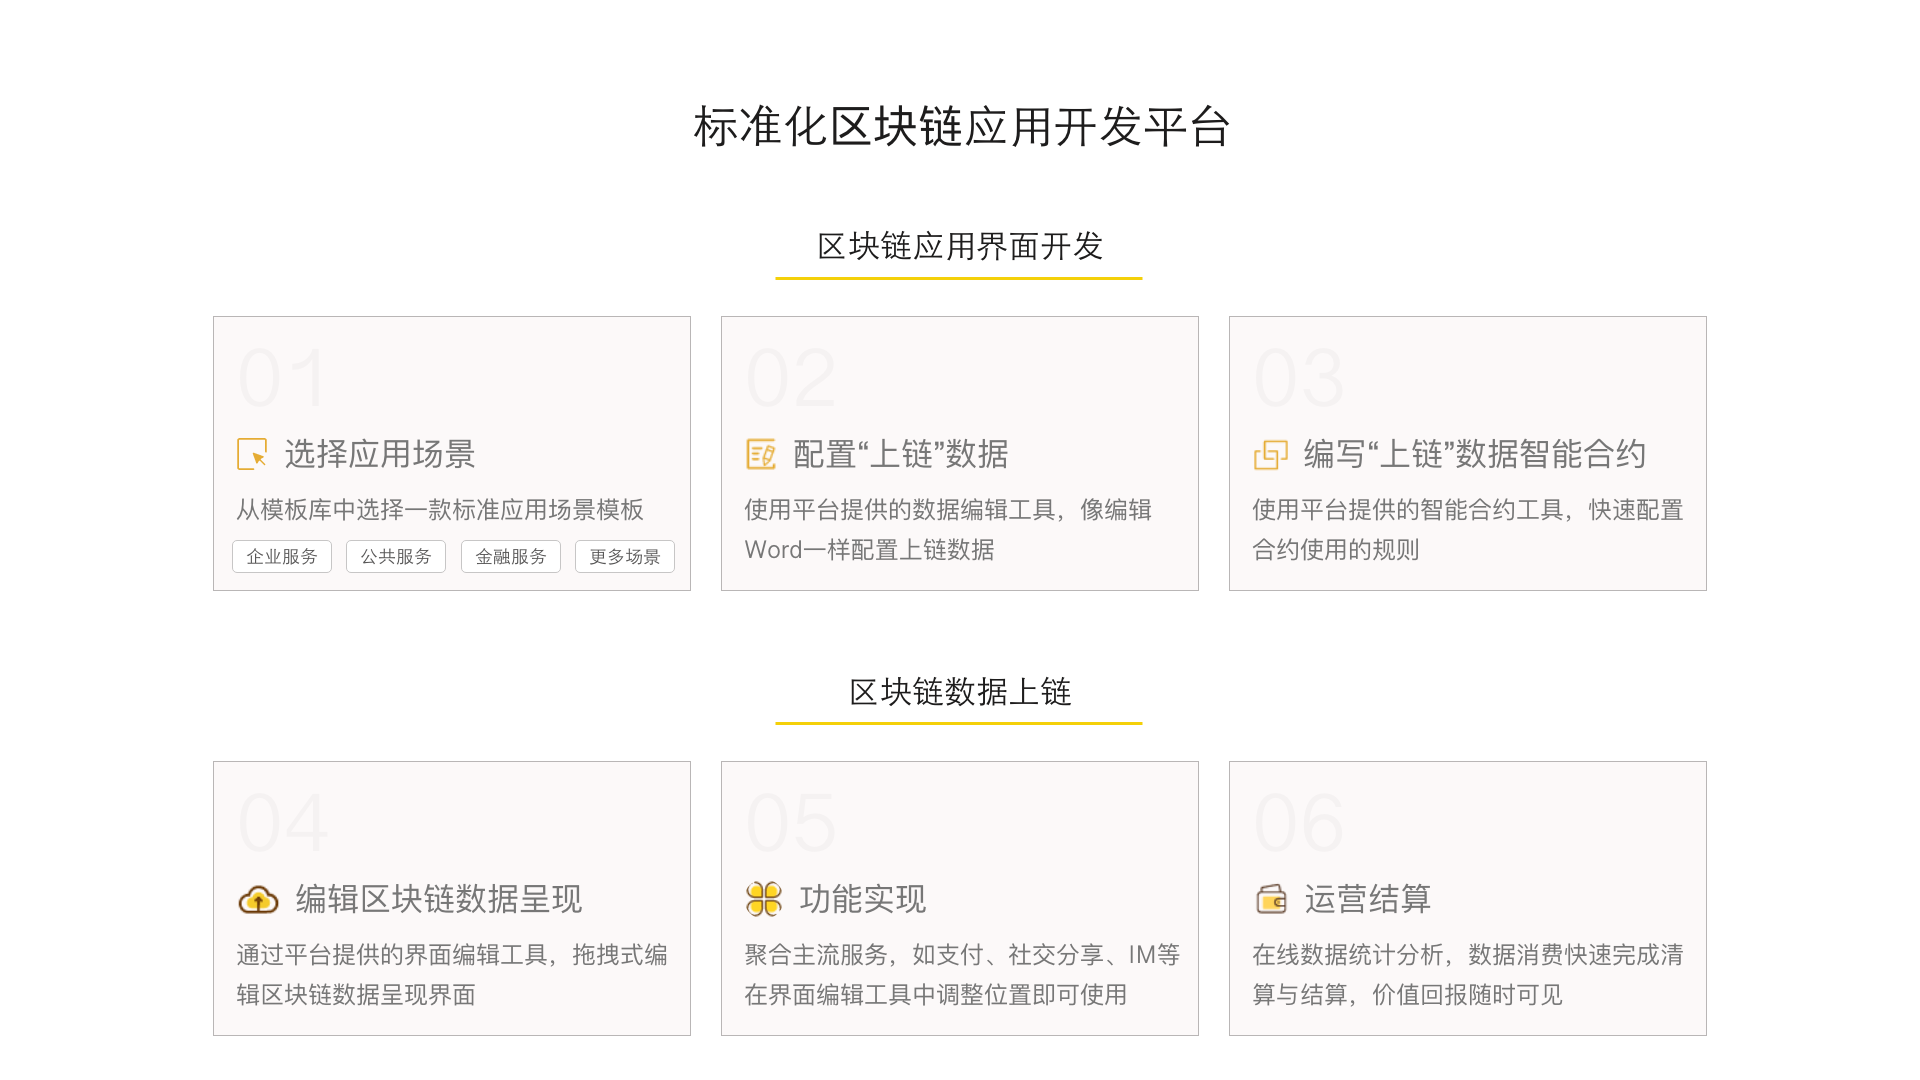 标准化区块链应用开发平台
区块链应用界面开发
01
选择应用场景
从模板库中选择一款标准应用场景模板
企业服务 公共服务 金融服务 更多场景
02
配置“上链”数据
使用平台提供的数据编辑工具，像编辑
Word一样配置上链数据
03
编写“上链”数据智能合约
使用平台提供的智能合约工具，快速配置
合约使用的规则
区块链数据上链
04
编辑区块链数据呈现
通过平台提供的界面编辑工具，拖拽式编
辑区块链数据呈现界面
05
功能实现
聚合主流服务，如支付、社交分享、IM等
在界面编辑工具中调整位置即可使用
06
运营结算
在线数据统计分析，数据消费快速完成清
算与结算，价值回报随时可见